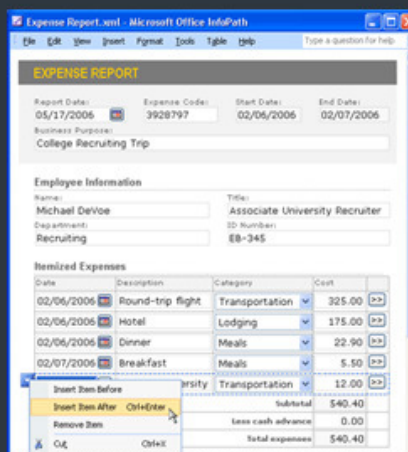 Expense Report.xml - Microsoft Office InfoPath
File Edit View Insert Format Tools Table Help Type a question for help
EXPENSE REPORT
Report Date: Expense Code: Start Date: End Date:
05/17/2006 3928797 02/06/2006 02/07/2006
Business Purpose:
College Recruiting Trip
Employee Information
Name: Title:
Michael DeVoe Associate University Recruiter
Department: ID Number:
Recruiting EB-345
Itemized Expenses
Date Description Category Cost
02/06/2006 Round-trip flight Transportation 325.00 >>
02/06/2006 Hotel Lodging 175.00 >>
02/06/2006 Dinner Meals 22.90 >>
02/07/2006 Breakfast Meals 5.50 >>
ersity Transportation 12.00 >>
Insert Item Before
Subtotal 540.40
Insert Item After Ctrl+Enter
Less cash advance 0.00
Remove Item
Total expenses 540.40
Cut Ctrl+X